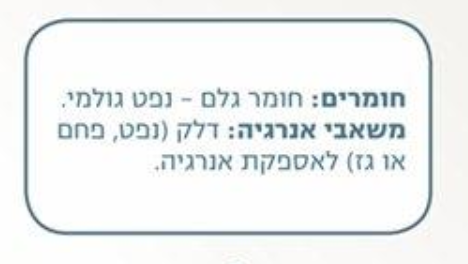 חומרים: חומר גלם - נפט גולמי.
משאבי אנרגיה: דלק (נפט, פחם
או גז) לאספקת אנרגיה.